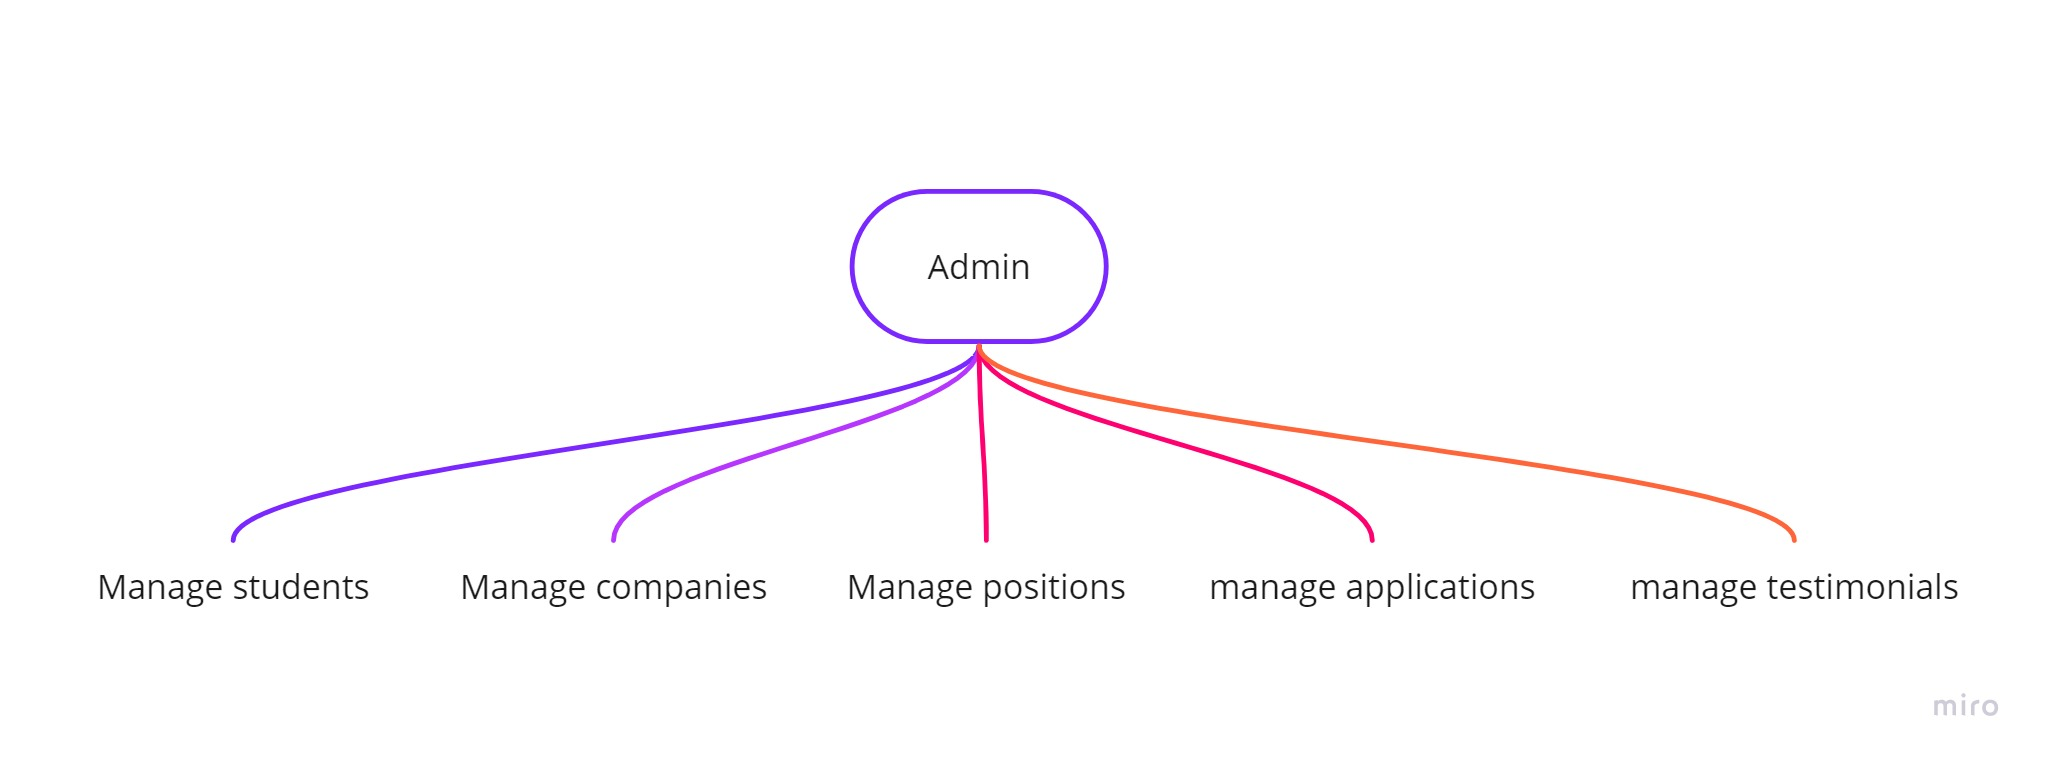 Admin
Manage students
Manage companies
Manage positions
manage applications
manage testimonials
miro